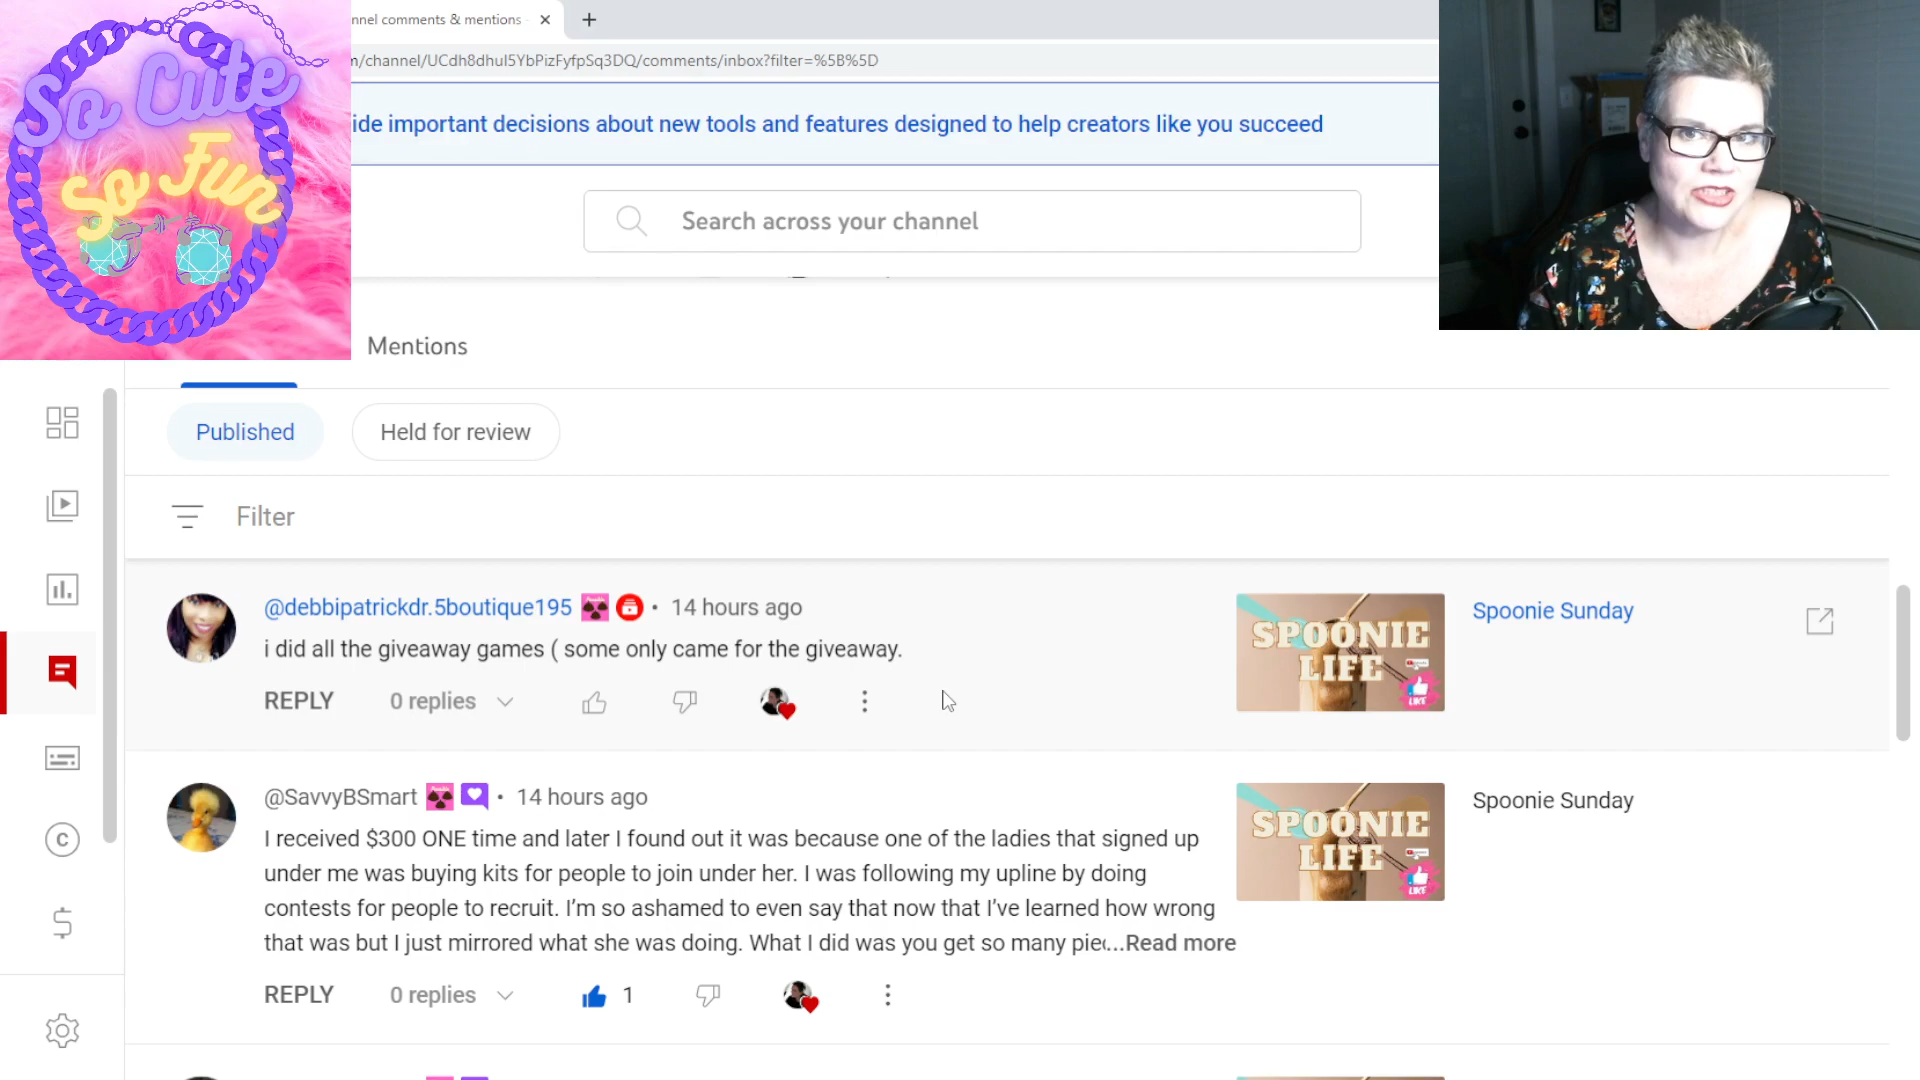 So Cute
So Fun
nnel comments & mentions
/channel/UCdh8dhuI5YbPizFyfpSq3DQ/comments/inbox?filter=%5B%5D
ide important decisions about new tools and features designed to help creators like you succeed
Search across your channel
Mentions
Published
Held for review
Filter
@debbipatrickdr.5boutique195 • 14 hours ago
i did all the giveaway games ( some only came for the giveaway.
REPLY
0 replies
SPOONIE
LIFE
LIKE
Spoonie Sunday
@SavvyBSmart • 14 hours ago
I received $300 ONE time and later I found out it was because one of the ladies that signed up
under me was buying kits for people to join under her. I was following my upline by doing
contests for people to recruit. I’m so ashamed to even say that now that I’ve learned how wrong
that was but I just mirrored what she was doing. What I did was you get so many pie...Read more
REPLY
0 replies
1
SPOONIE
LIFE
LIKE
Spoonie Sunday